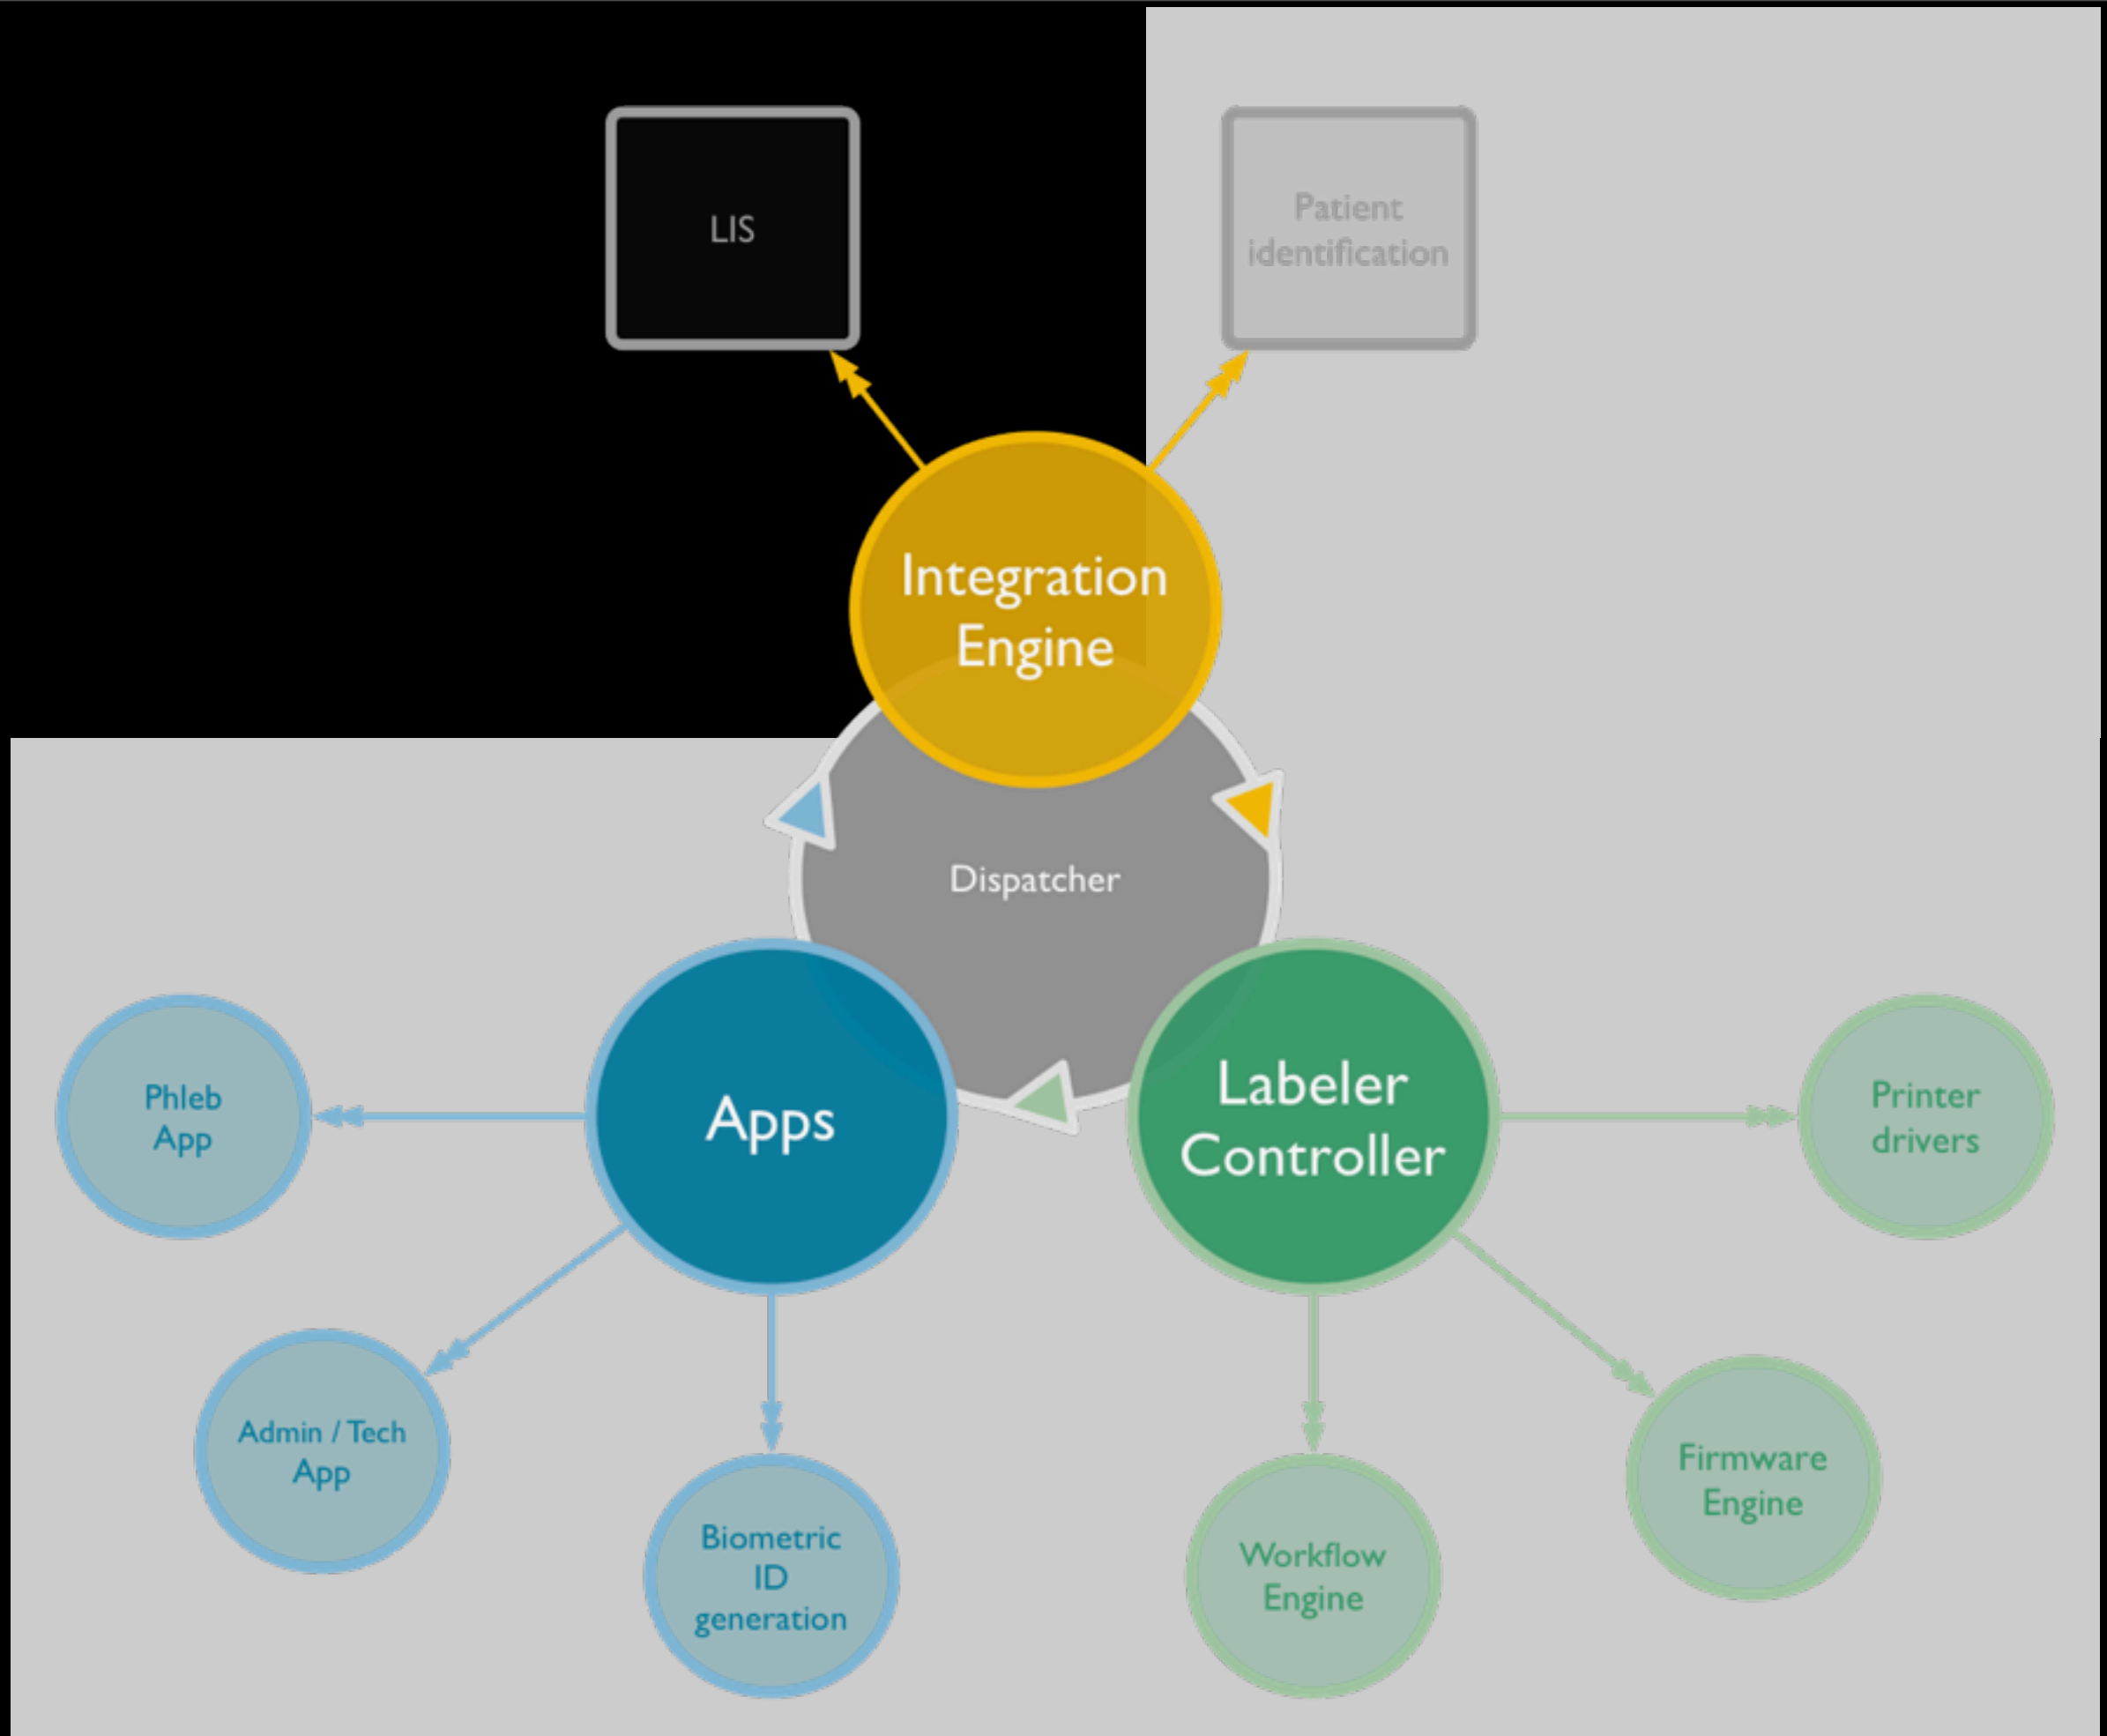 LIS
Patient
identification
Integration
Engine
Dispatcher
Apps
Labeler
Controller
Phleb
App
Printer
drivers
Admin / Tech
App
Firmware
Engine
Biometric
ID
generation
Workflow
Engine